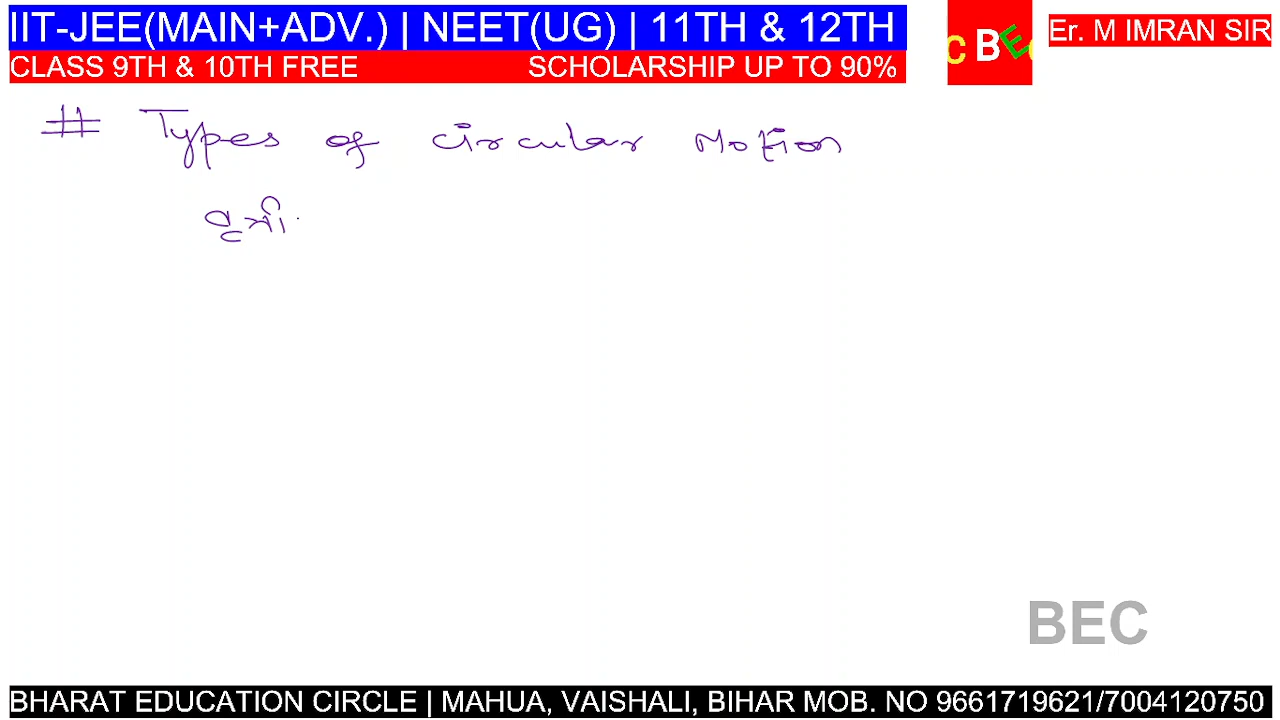 IIT-JEE(MAIN+ADV.) | NEET(UG) | 11TH & 12TH
CLASS 9TH & 10TH FREE SCHOLARSHIP UP TO 90%
BEC
Er. M IMRAN SIR
# Types of circular Motion
BEC
BHARAT EDUCATION CIRCLE | MAHUA, VAISHALI, BIHAR MOB. NO 9661719621/7004120750